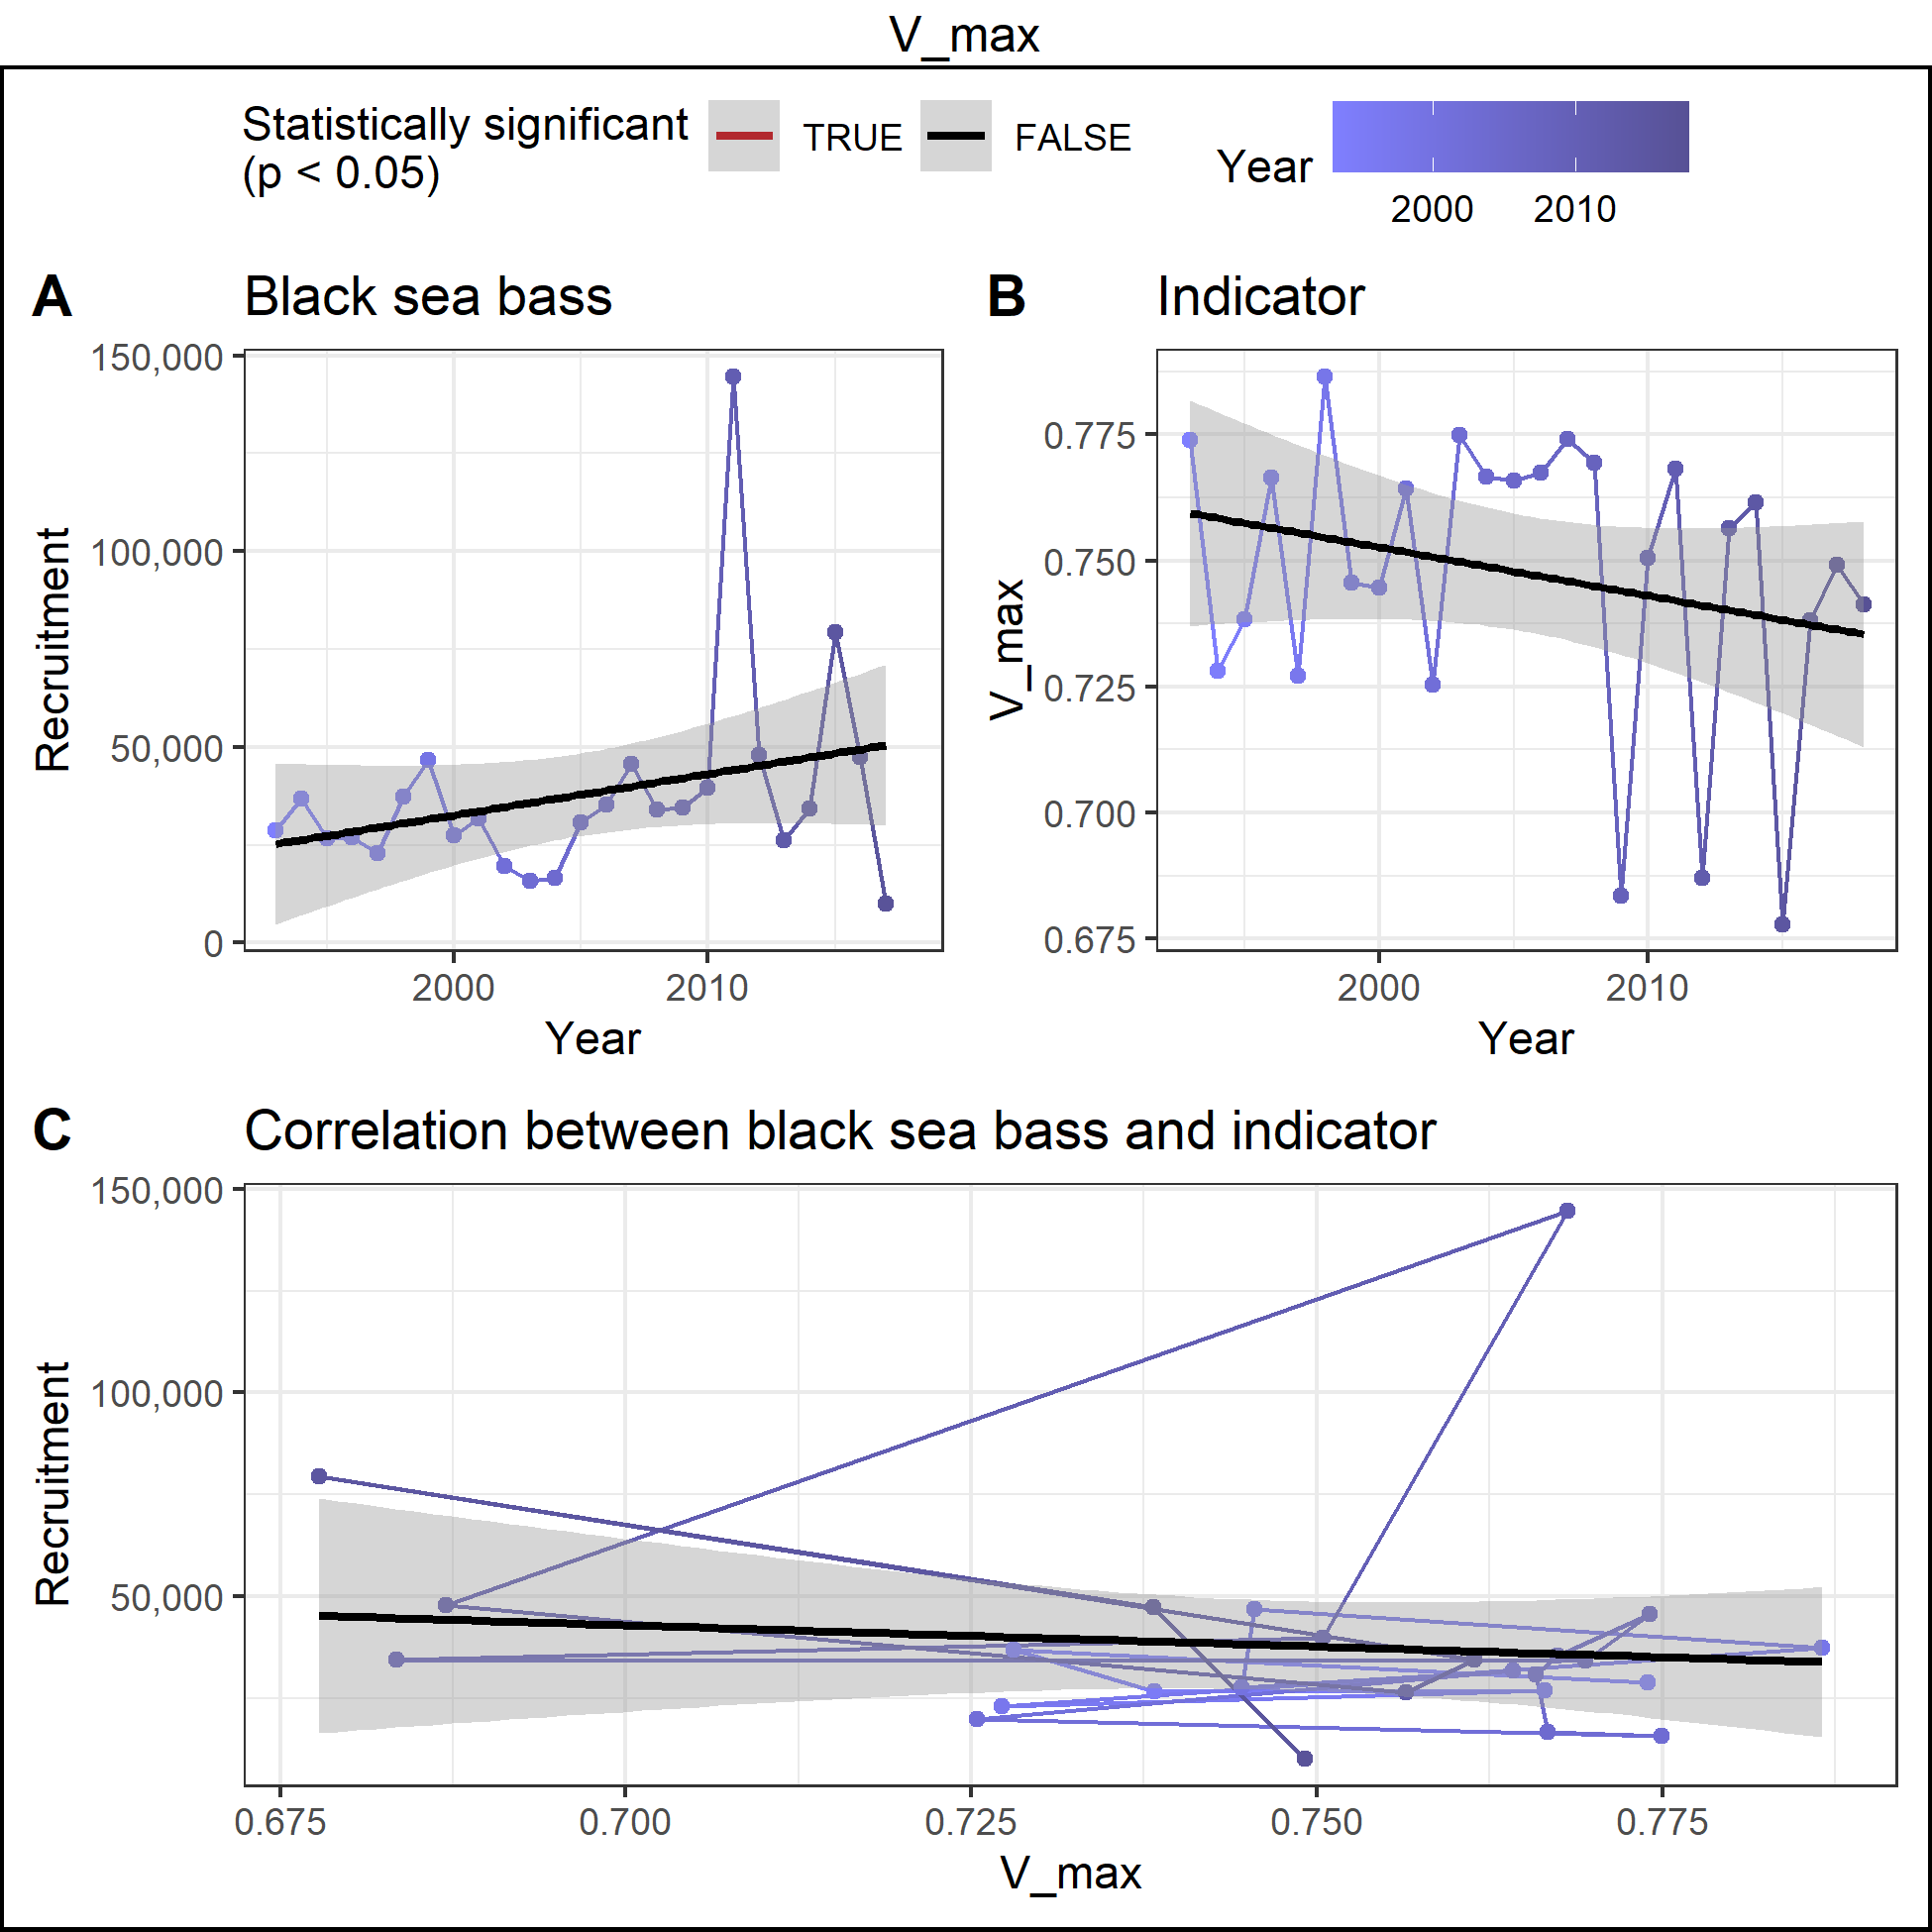 V_max
Statistically significant
(p < 0.05)
TRUE
FALSE
Year
2000
2010
A
Black sea bass
150,000
100,000
50,000
0
Recruitment
2000
2010
Year
B
Indicator
0.775
0.750
0.725
0.700
0.675
V_max
2000
2010
Year
C
Correlation between black sea bass and indicator
150,000
100,000
50,000
Recruitment
0.675
0.700
0.725
0.750
0.775
V_max